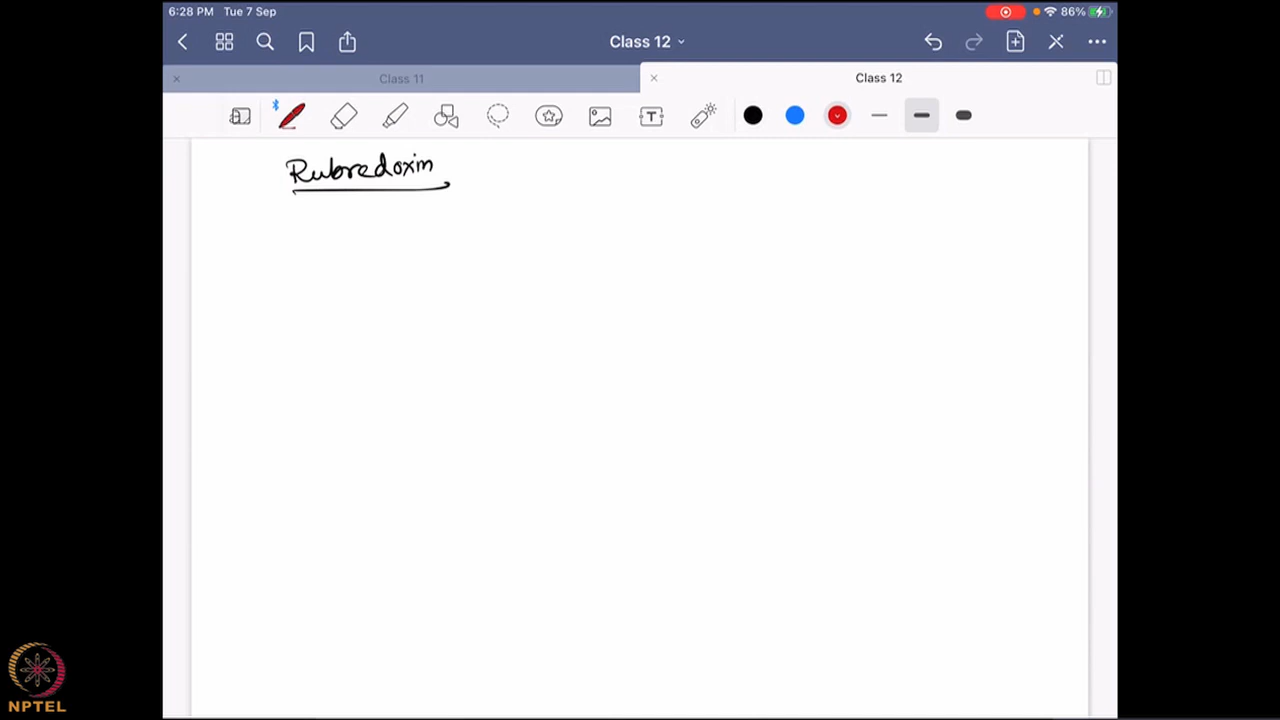 6:28 PM Tue 7 Sep 86%
Class 12
Class 11 Class 12
T
Rubredoxin
NPTEL